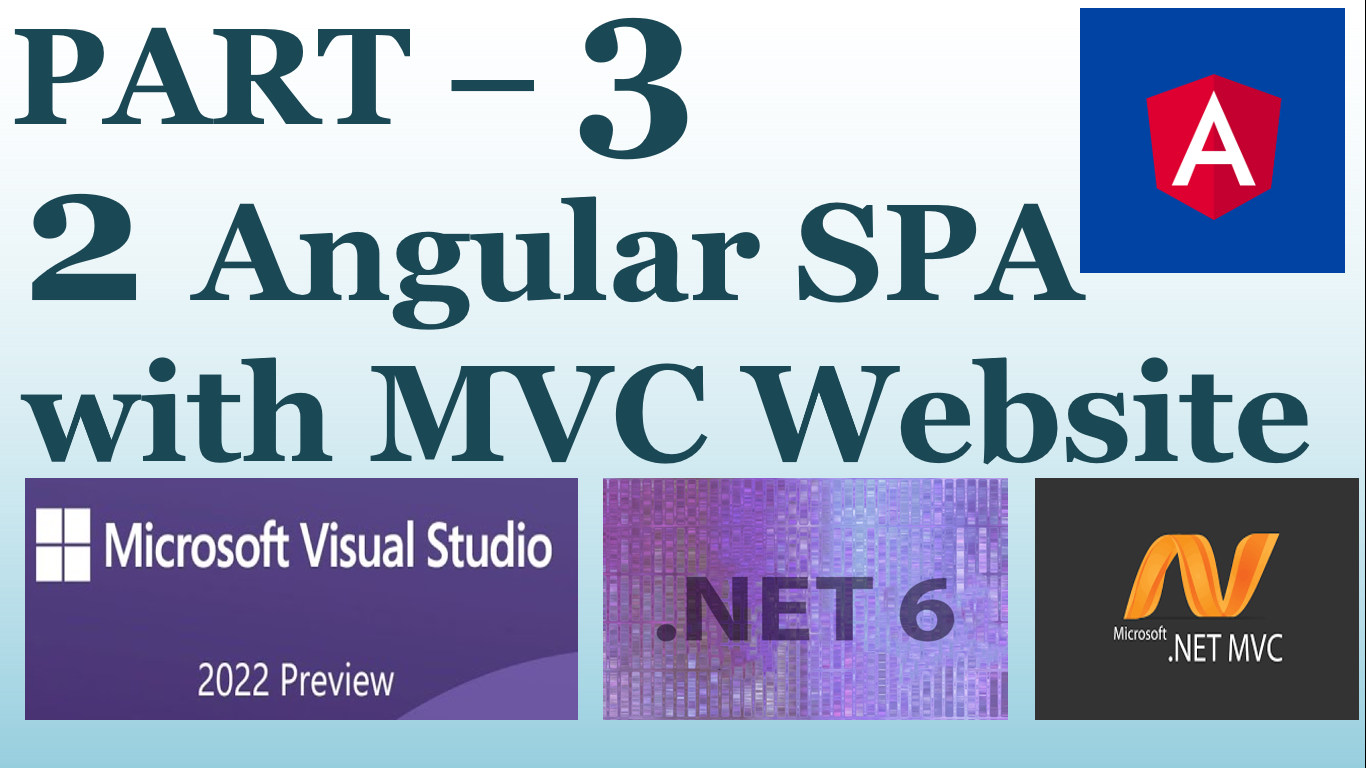 PART – 3
A
2 Angular SPA
with MVC Website
Microsoft Visual Studio
2022 Preview
.NET 6
Microsoft .NET MVC